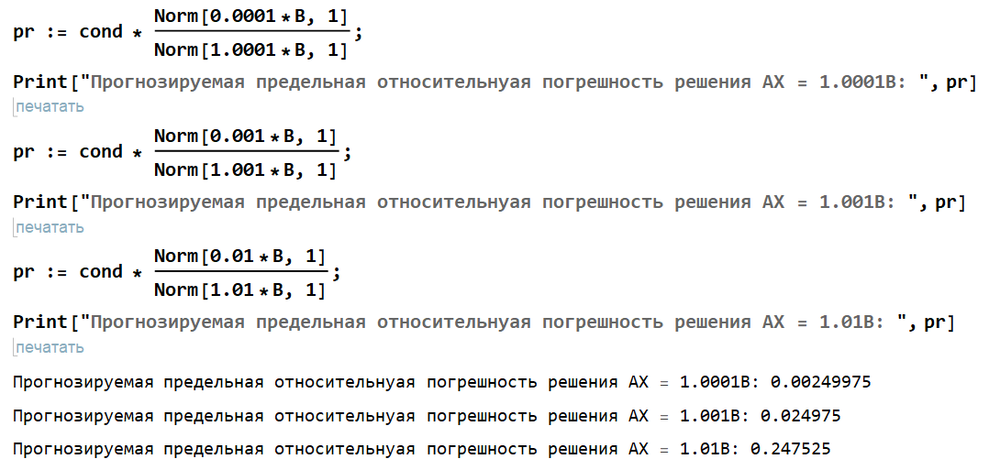 pr := cond * Norm[0.0001*B, 1] / Norm[1.0001*B, 1];
Print["Прогнозируемая предельная относительнуая погрешность решения AX = 1.0001B: ", pr]
печатать
pr := cond * Norm[0.001*B, 1] / Norm[1.001*B, 1];
Print["Прогнозируемая предельная относительнуая погрешность решения AX = 1.001B: ", pr]
печатать
pr := cond * Norm[0.01*B, 1] / Norm[1.01*B, 1];
Print["Прогнозируемая предельная относительнуая погрешность решения AX = 1.01B: ", pr]
печатать
Прогнозируемая предельная относительнуая погрешность решения AX = 1.0001B: 0.00249975
Прогнозируемая предельная относительнуая погрешность решения AX = 1.001B: 0.024975
Прогнозируемая предельная относительнуая погрешность решения AX = 1.01B: 0.247525